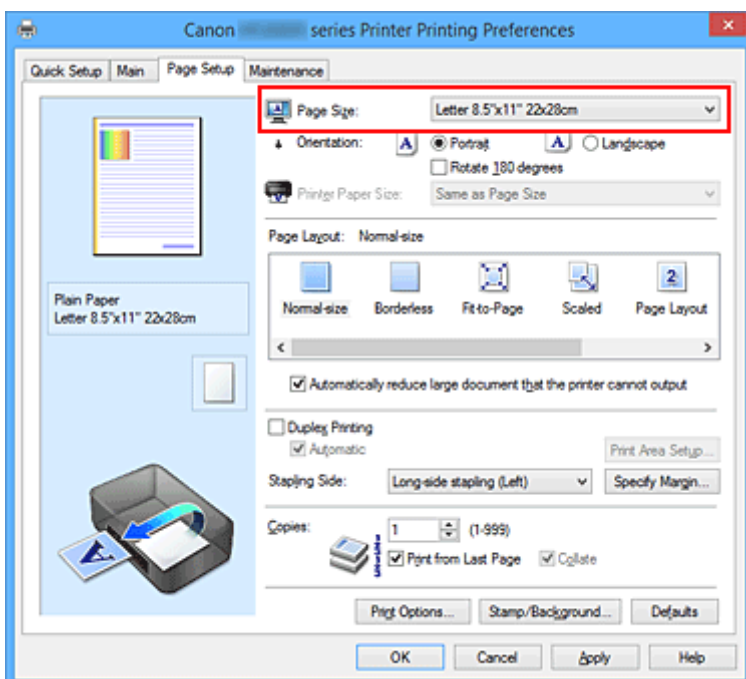 Canon series Printer Printing Preferences
Quick Setup Main Page Setup Maintenance
Page Size: Letter 8.5"x11" 22x28cm
Orientation: A Portrait A Landscape
Rotate 180 degrees
Printer Paper Size: Same as Page Size
Page Layout: Normal-size
2
Normal-size Borderless Fit-to-Page Scaled Page Layout
Plain Paper
Letter 8.5"x11" 22x28cm
Automatically reduce large document that the printer cannot output
Duplex Printing
Automatic Print Area Setup...
Stapling Side: Long-side stapling (Left) Specify Margin...
Copies: 1 (1-999)
Print from Last Page Collate
A
Print Options... Stamp/Background... Defaults
OK Cancel Apply Help